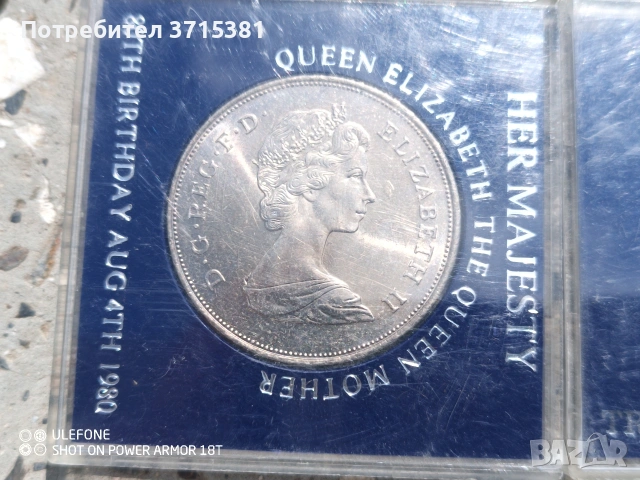 Потребител 3715381
HER MAJESTY
QUEEN ELIZABETH THE QUEEN MOTHER
80TH BIRTHDAY AUG 4TH 1980
D·G·REG·F·D· ELIZABETH II
ULEFONE
SHOT ON POWER ARMOR 18T
BAZAR